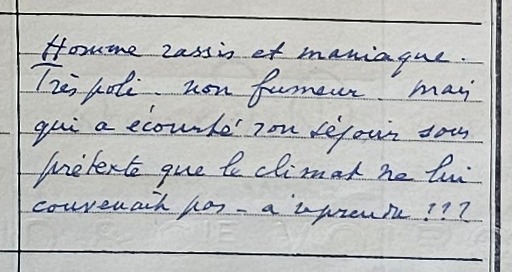 Homme rassis et maniaque.
Très poli - non fumeur. mais
qui a écourté son séjour sous
prétexte que le climat ne lui
convenait pas - a reprendre !!!